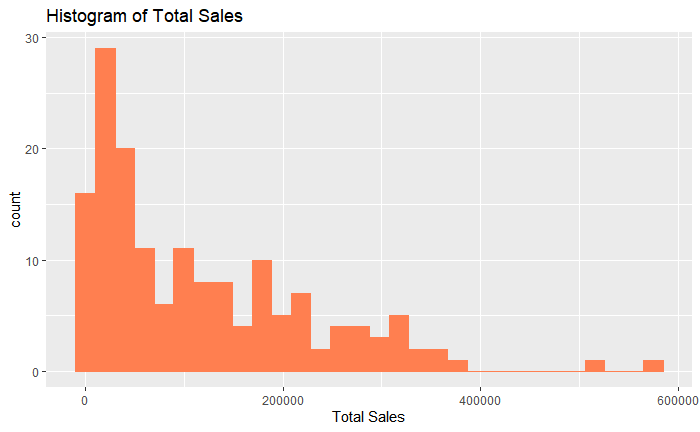 Histogram of Total Sales
30
20
10
0
count
0 200000 400000 600000
Total Sales